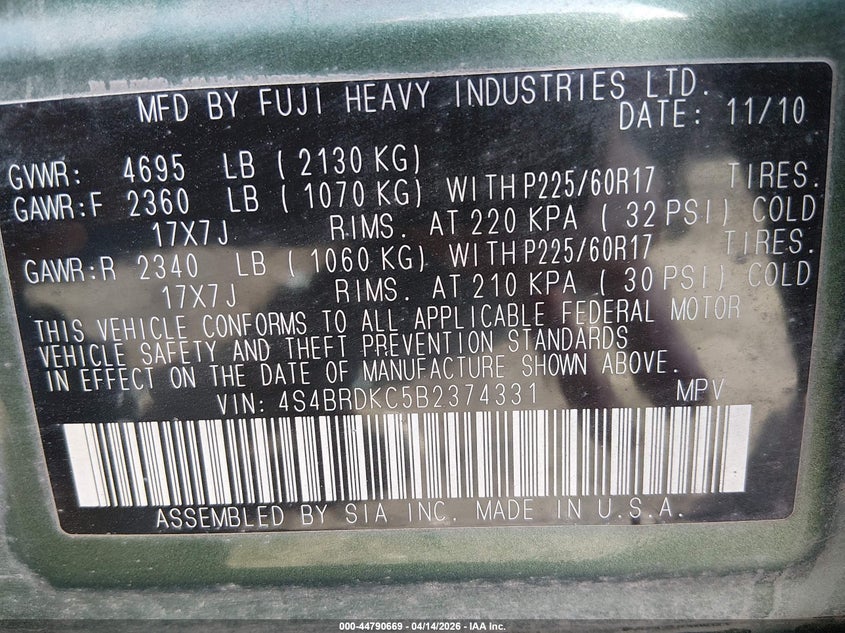 MFD BY FUJI HEAVY INDUSTRIES LTD.
DATE: 11/10
GVWR: 4695 LB ( 2130 KG)
GAWR:F 2360 LB ( 1070 KG) WITH P225/60R17 TIRES.
17X7J RIMS. AT 220 KPA ( 32 PSI) COLD
GAWR:R 2340 LB ( 1060 KG) WITH P225/60R17 TIRES.
17X7J RIMS. AT 210 KPA ( 30 PSI) COLD
THIS VEHICLE CONFORMS TO ALL APPLICABLE FEDERAL MOTOR
VEHICLE SAFETY AND THEFT PREVENTION STANDARDS
IN EFFECT ON THE DATE OF MANUFACTURE SHOWN ABOVE.
VIN: 4S4BRDKC5B2374331 MPV
ASSEMBLED BY SIA INC. MADE IN U.S.A.
000-44790669 - 04/14/2026 - IAA Inc.